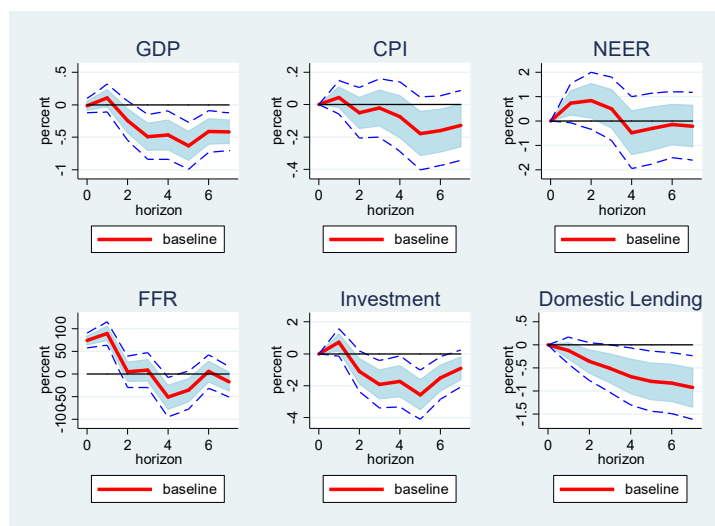 GDP
CPI
NEER
.5
0
-.5
-1
percent
0 2 4 6
horizon
baseline
.2
0
-.2
-.4
percent
0 2 4 6
horizon
baseline
2
1
0
-1
-2
percent
0 2 4 6
horizon
baseline
FFR
Investment
Domestic Lending
100
50
0
-50
-100
percent
0 2 4 6
horizon
baseline
2
0
-2
-4
percent
0 2 4 6
horizon
baseline
.5
0
-.5
-1
-1.5
percent
0 2 4 6
horizon
baseline